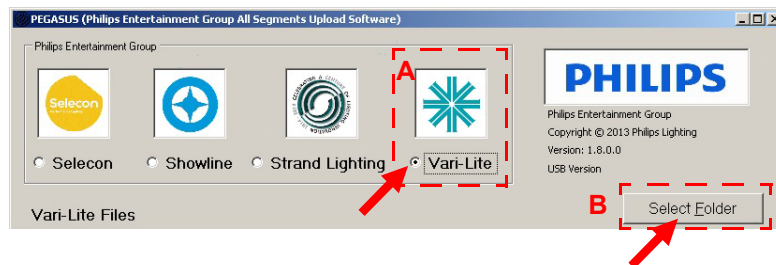 PEGASUS (Philips Entertainment Group All Segments Upload Software)
Philips Entertainment Group
A
Selecon
PHILIPS
Philips Entertainment Group
Copyright © 2013 Philips Lighting
Version: 1.8.0.0
USB Version
Selecon Showline Strand Lighting Vari-Lite
B
Select Folder
Vari-Lite Files